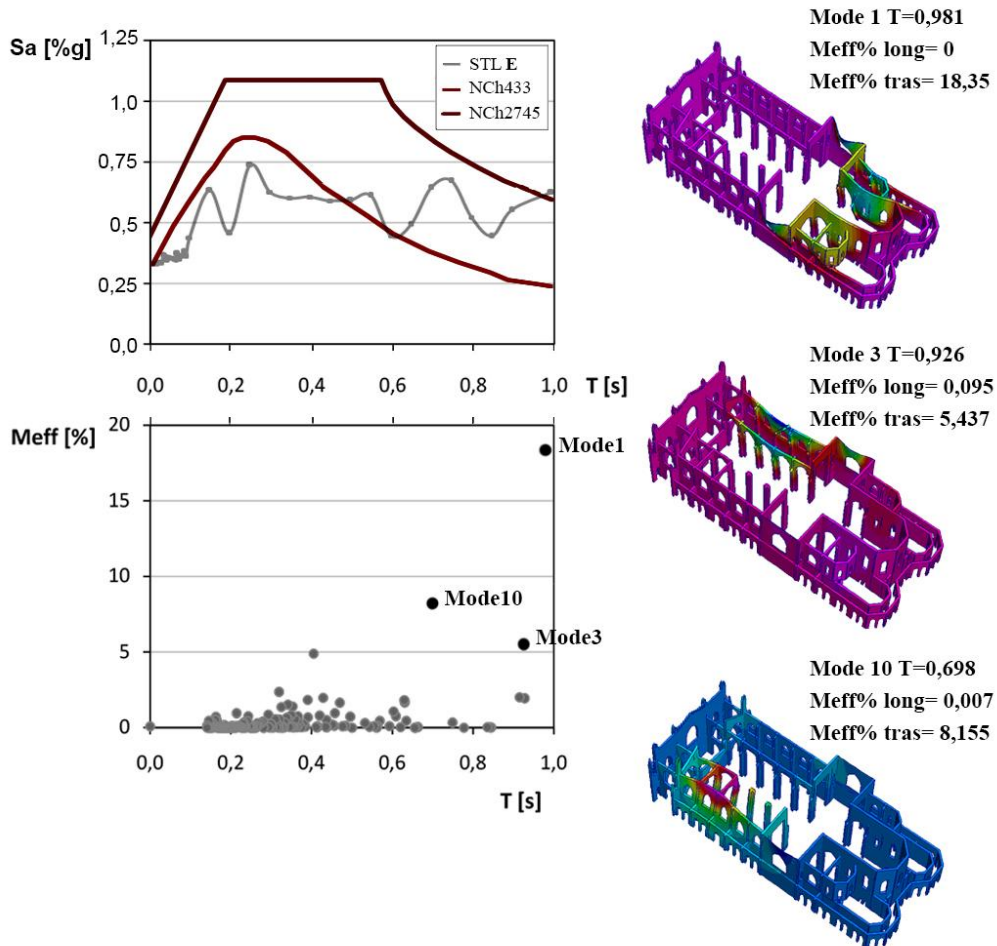 Sa [%g]
1,25
1,0
0,75
0,5
0,25
0,0
STL E
NCh433
NCh2745
0,0
0,2
0,4
0,6
0,8
1,0
T [s]
Meff [%]
20
15
10
5
0
Mode1
Mode10
Mode3
0,0
0,2
0,4
0,6
0,8
1,0
T [s]
Mode 1 T=0,981
Meff% long= 0
Meff% tras= 18,35
Mode 3 T=0,926
Meff% long= 0,095
Meff% tras= 5,437
Mode 10 T=0,698
Meff% long= 0,007
Meff% tras= 8,155